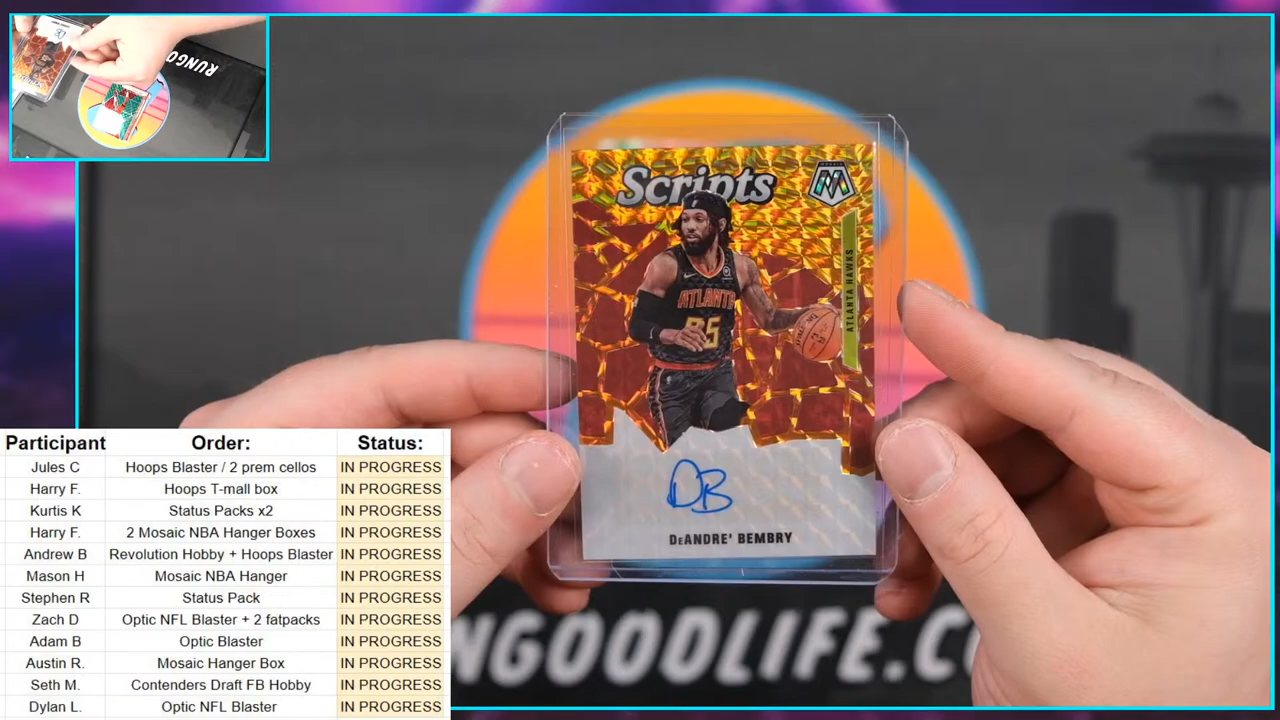 RUNGOOD
Scripts
MOSAIC
M
ATLANTA HAWKS
ATLANTA
95
DB
DeANDRE' BEMBRY
NGOODLIFE.C
Participant Order: Status:
Jules C Hoops Blaster / 2 prem cellos IN PROGRESS
Harry F. Hoops T-mall box IN PROGRESS
Kurtis K Status Packs x2 IN PROGRESS
Harry F. 2 Mosaic NBA Hanger Boxes IN PROGRESS
Andrew B Revolution Hobby + Hoops Blaster IN PROGRESS
Mason H Mosaic NBA Hanger IN PROGRESS
Stephen R Status Pack IN PROGRESS
Zach D Optic NFL Blaster + 2 fatpacks IN PROGRESS
Adam B Optic Blaster IN PROGRESS
Austin R. Mosaic Hanger Box IN PROGRESS
Seth M. Contenders Draft FB Hobby IN PROGRESS
Dylan L. Optic NFL Blaster IN PROGRESS